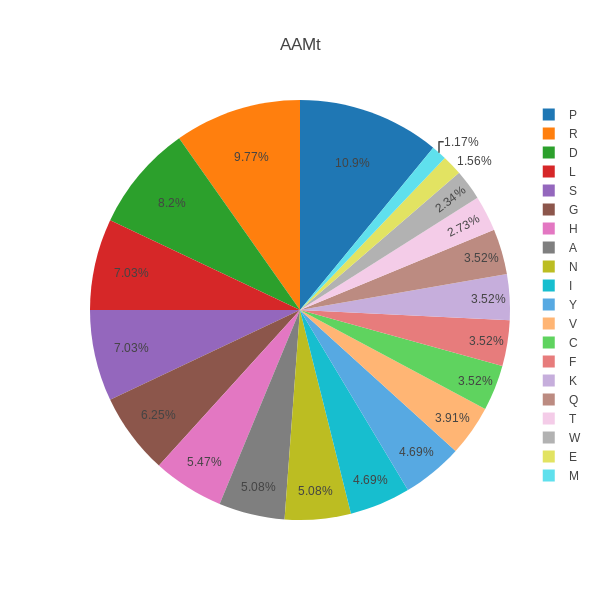 AAMt
10.9%
9.77%
8.2%
7.03%
7.03%
6.25%
5.47%
5.08%
5.08%
4.69%
4.69%
3.91%
3.52%
3.52%
3.52%
3.52%
2.73%
2.34%
1.56%
1.17%
P
R
D
L
S
G
H
A
N
I
Y
V
C
F
K
Q
T
W
E
M